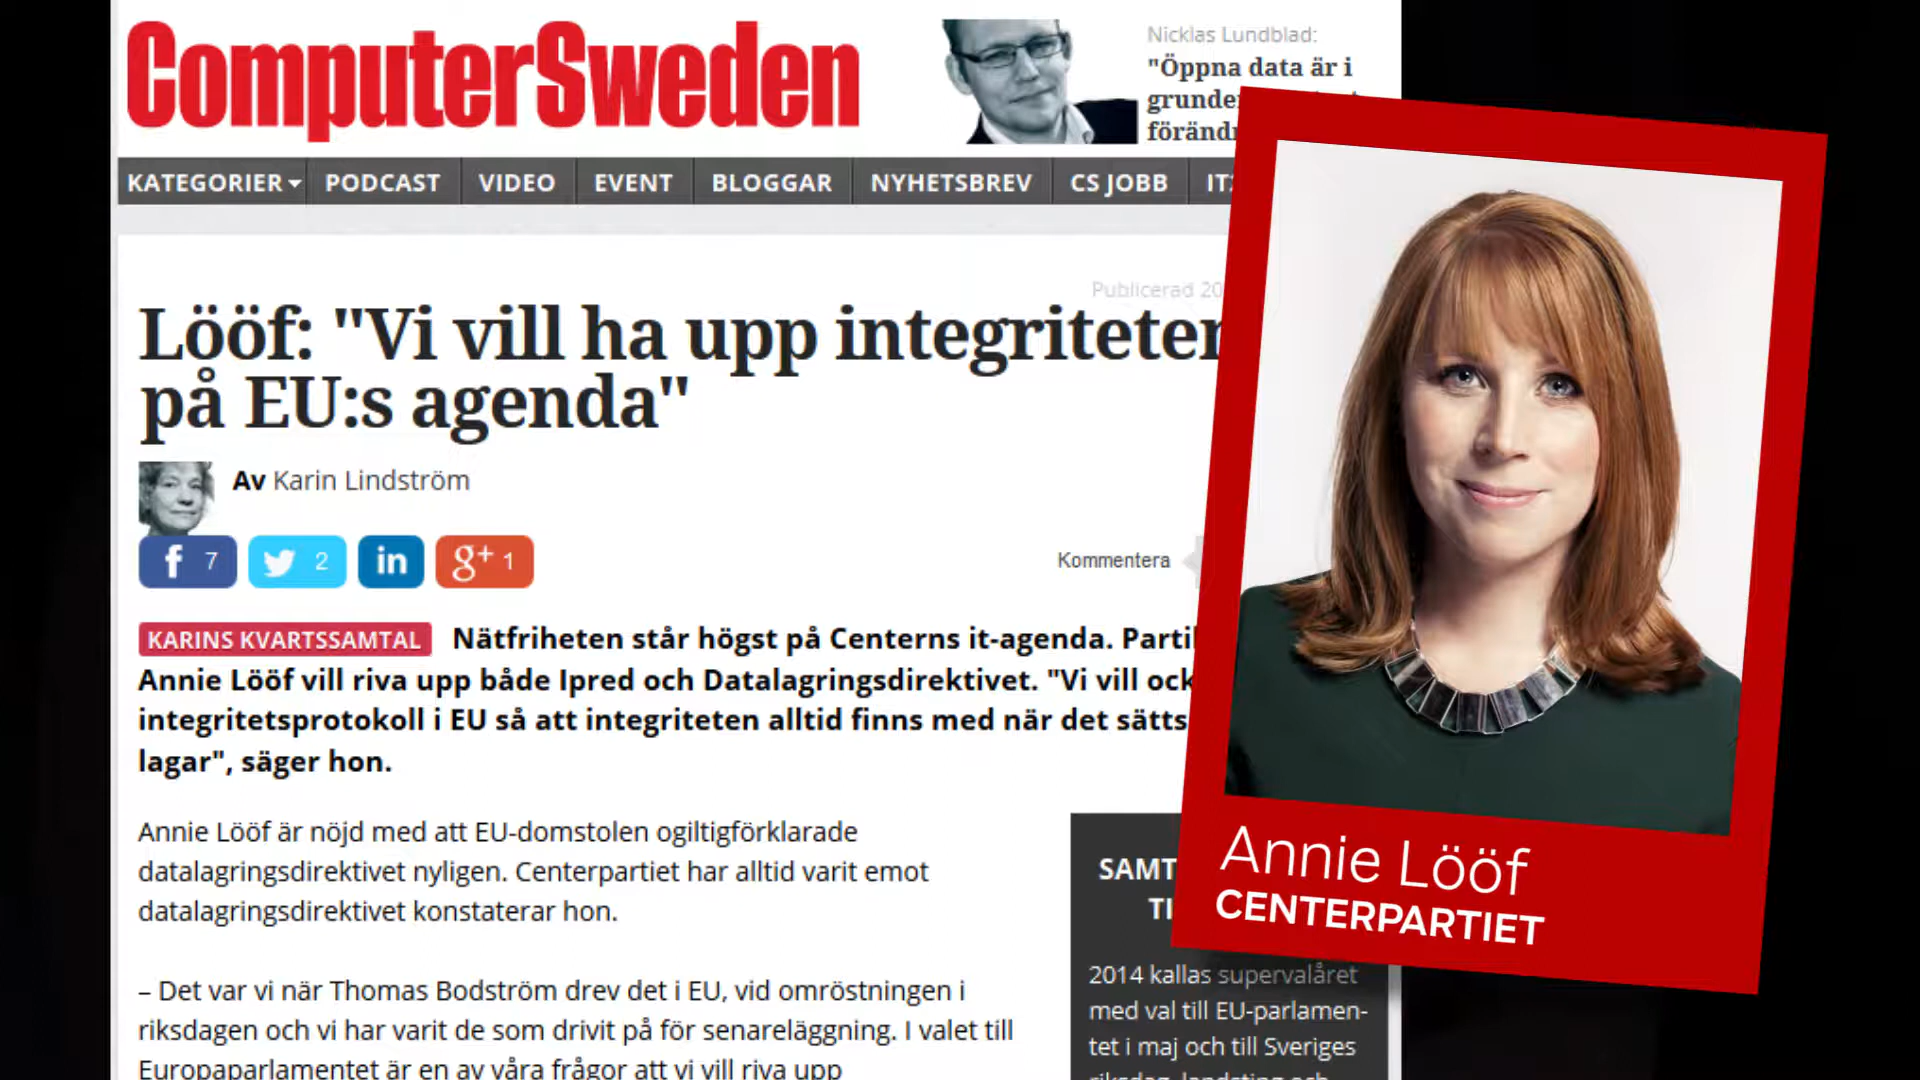 ComputerSweden
Nicklas Lundblad:
"Öppna data är i
KATEGORIER PODCAST VIDEO EVENT BLOGGAR NYHETSBREV CS JOBB
Publicerad
Lööf: "Vi vill ha upp integriteten
på EU:s agenda"
Av Karin Lindström
7 2 in g+ 1
Kommentera
KARINS KVARTSSAMTAL Nätfriheten står högst på Centerns it-agenda.
Annie Lööf vill riva upp både Ipred och Datalagringsdirektivet. "Vi vill
integritetsprotokoll i EU så att integriteten alltid finns med när det sätts
lagar", säger hon.
Annie Lööf är nöjd med att EU-domstolen ogiltigförklarade
datalagringsdirektivet nyligen. Centerpartiet har alltid varit emot
datalagringsdirektivet konstaterar hon.
– Det var vi när Thomas Bodström drev det i EU, vid omröstningen i
riksdagen och vi har varit de som drivit på för senareläggning. I valet till
Europaparlamentet är en av våra frågor att vi vill riva upp
2014 kallas supervalåret
med val till EU-parlamen-
tet i maj och till Sveriges
riksdag, landsting och
Annie Lööf
CENTERPARTIET